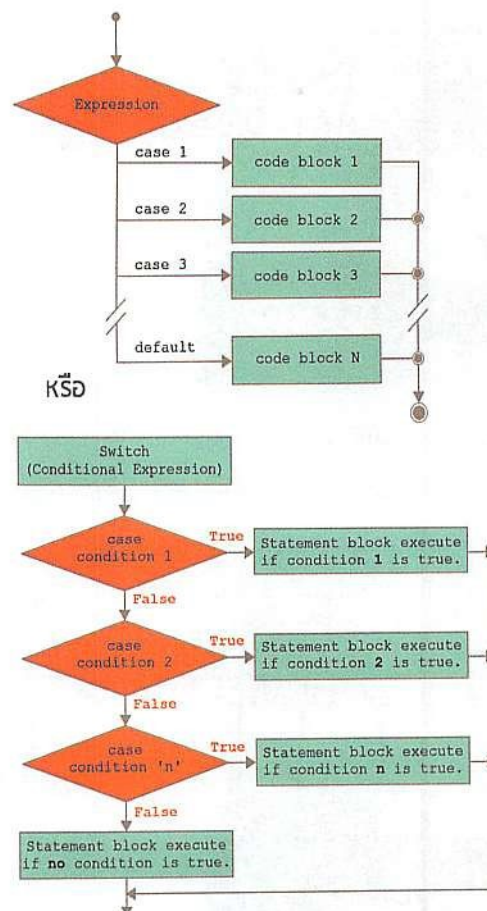 Expression
case 1
code block 1
case 2
code block 2
case 3
code block 3
default
code block N
หรือ
Switch
(Conditional Expression)
case
condition 1
True
Statement block execute
if condition 1 is true.
False
case
condition 2
True
Statement block execute
if condition 2 is true.
False
case
condition 'n'
True
Statement block execute
if condition n is true.
False
Statement block execute
if no condition is true.